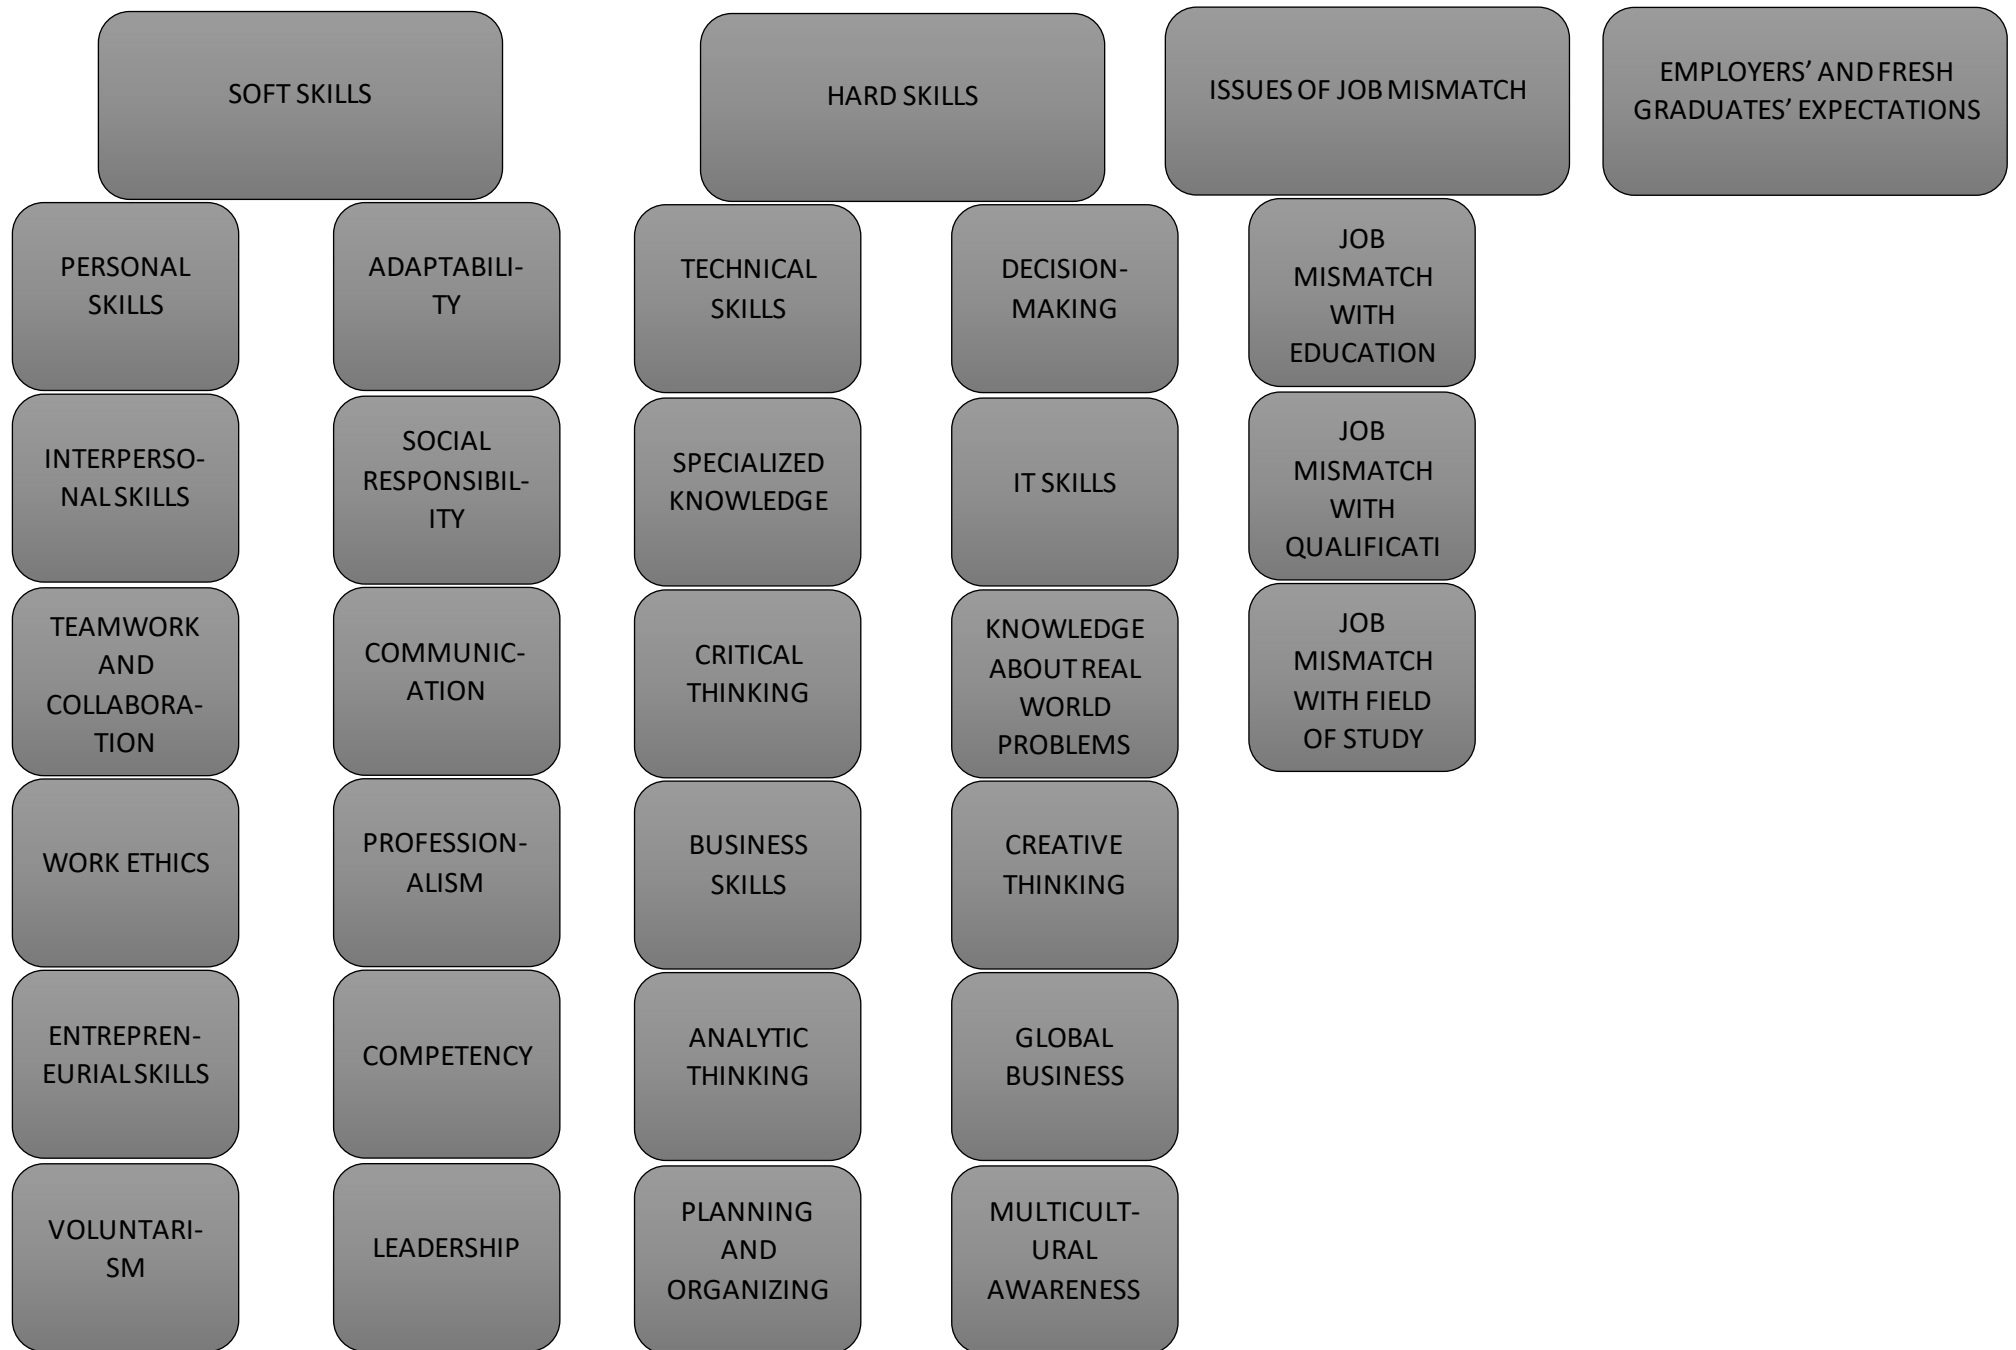 SOFT SKILLS
HARD SKILLS
ISSUES OF JOB MISMATCH
EMPLOYERS’ AND FRESH
GRADUATES’ EXPECTATIONS
PERSONAL
SKILLS
ADAPTABILI-
TY
TECHNICAL
SKILLS
DECISION-
MAKING
JOB
MISMATCH
WITH
EDUCATION
INTERPERSO-
NAL SKILLS
SOCIAL
RESPONSIBIL-
ITY
SPECIALIZED
KNOWLEDGE
IT SKILLS
JOB
MISMATCH
WITH
QUALIFICATI
TEAMWORK
AND
COLLABORA-
TION
COMMUNIC-
ATION
CRITICAL
THINKING
KNOWLEDGE
ABOUT REAL
WORLD
PROBLEMS
JOB
MISMATCH
WITH FIELD
OF STUDY
WORK ETHICS
PROFESSION-
ALISM
BUSINESS
SKILLS
CREATIVE
THINKING
ENTREPREN-
EURIAL SKILLS
COMPETENCY
ANALYTIC
THINKING
GLOBAL
BUSINESS
VOLUNTARI-
SM
LEADERSHIP
PLANNING
AND
ORGANIZING
MULTICULT-
URAL
AWARENESS